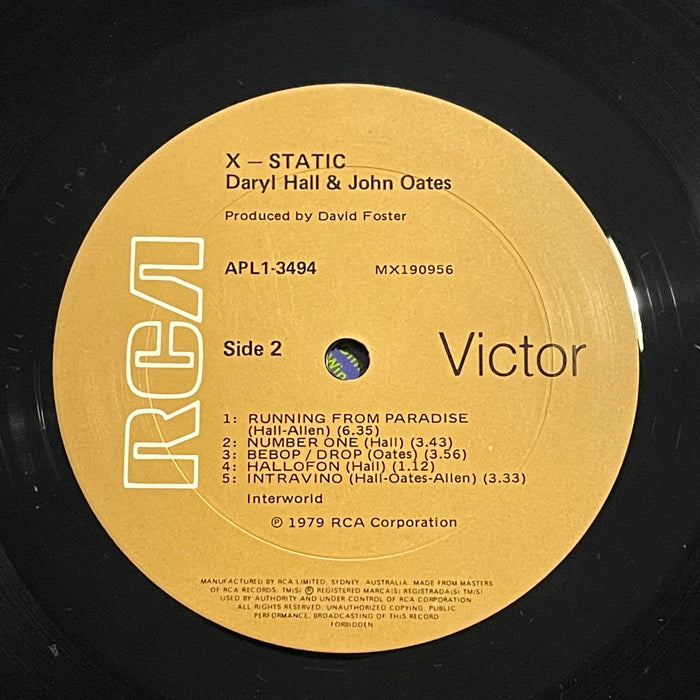 X – STATIC
Daryl Hall & John Oates
Produced by David Foster
APL1-3494 MX190956
RCA
Side 2
Victor
1: RUNNING FROM PARADISE
(Hall-Allen) (6.35)
2: NUMBER ONE (Hall) (3.43)
3: BEBOP / DROP (Oates) (3.56)
4: HALLOFON (Hall) (1.12)
5: INTRAVINO (Hall-Oates-Allen) (3.33)
Interworld
℗ 1979 RCA Corporation
MANUFACTURED BY RCA LIMITED, SYDNEY, AUSTRALIA. MADE FROM MASTERS
OF RCA RECORDS. TM(S) ® REGISTERED MARCA(S) REGISTRADA(S) TM(S)
USED BY AUTHORITY AND UNDER CONTROL OF RCA CORPORATION
ALL RIGHTS RESERVED. UNAUTHORIZED COPYING, PUBLIC
PERFORMANCE, BROADCASTING OF THIS RECORD
FORBIDDEN.